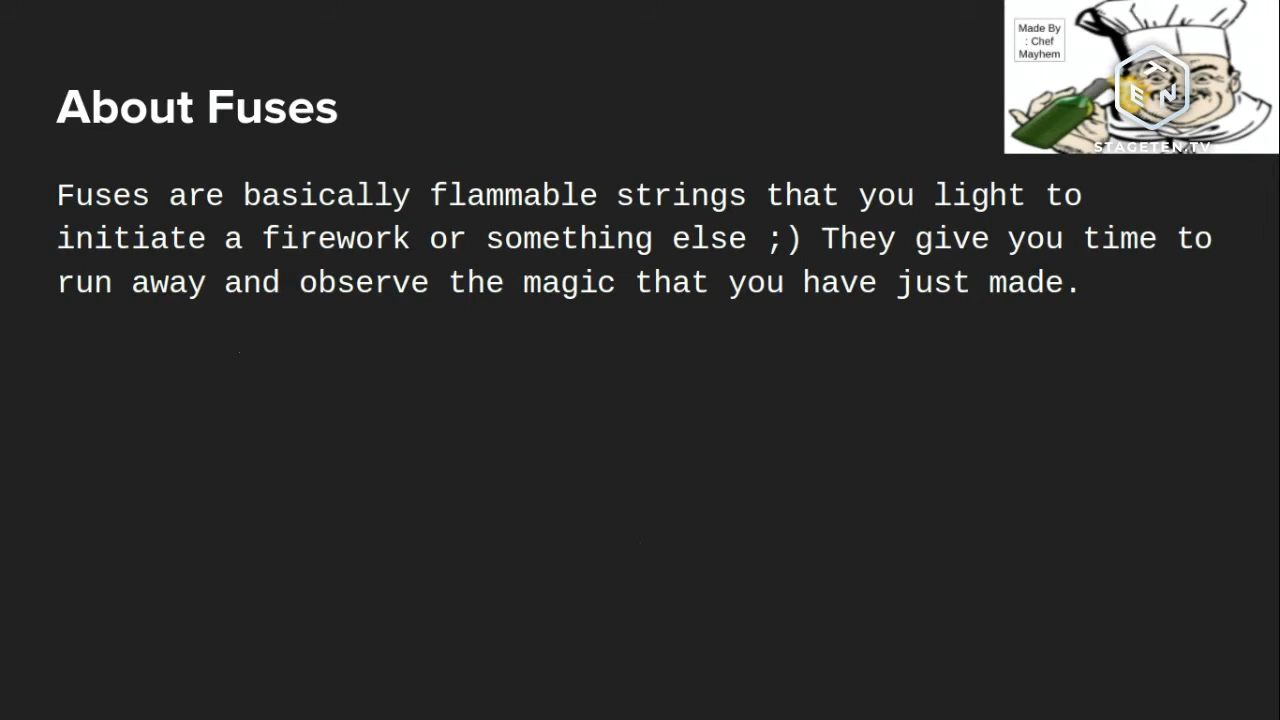 Made By
: Chef
Mayhem
T
E N
STAGETEN.TV
About Fuses
Fuses are basically flammable strings that you light to
initiate a firework or something else ;) They give you time to
run away and observe the magic that you have just made.